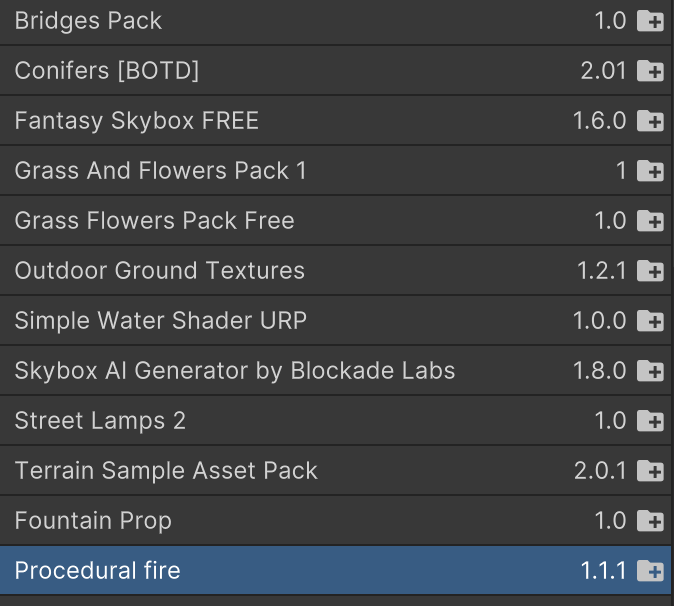 Bridges Pack 1.0
Conifers [BOTD] 2.01
Fantasy Skybox FREE 1.6.0
Grass And Flowers Pack 1 1
Grass Flowers Pack Free 1.0
Outdoor Ground Textures 1.2.1
Simple Water Shader URP 1.0.0
Skybox AI Generator by Blockade Labs 1.8.0
Street Lamps 2 1.0
Terrain Sample Asset Pack 2.0.1
Fountain Prop 1.0
Procedural fire 1.1.1